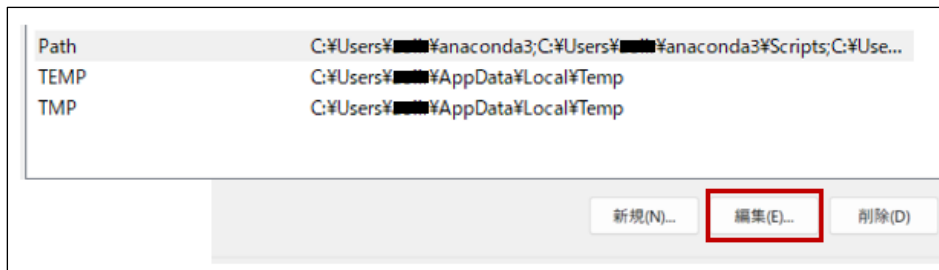 Path C:¥Users¥ ¥anaconda3;C:¥Users¥ ¥anaconda3¥Scripts;C:¥Use...
TEMP C:¥Users¥ ¥AppData¥Local¥Temp
TMP C:¥Users¥ ¥AppData¥Local¥Temp
新規(N)... 編集(E)... 削除(D)